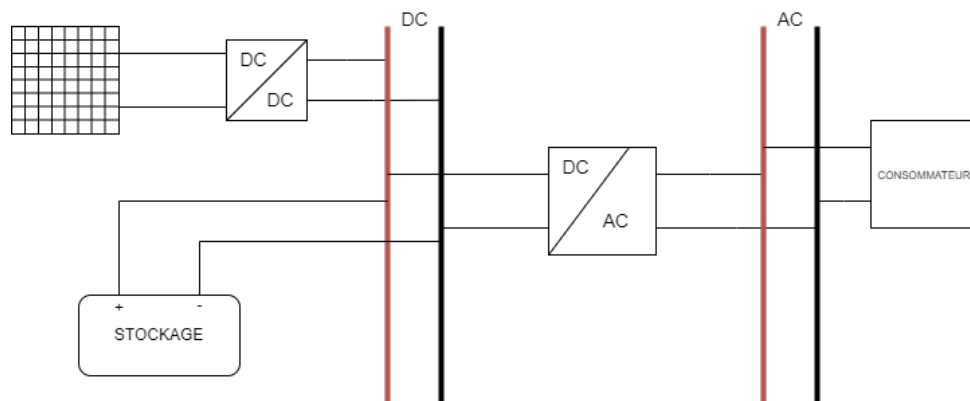 DC
AC
DC
DC
DC
AC
CONSOMMATEUR
+ -
STOCKAGE